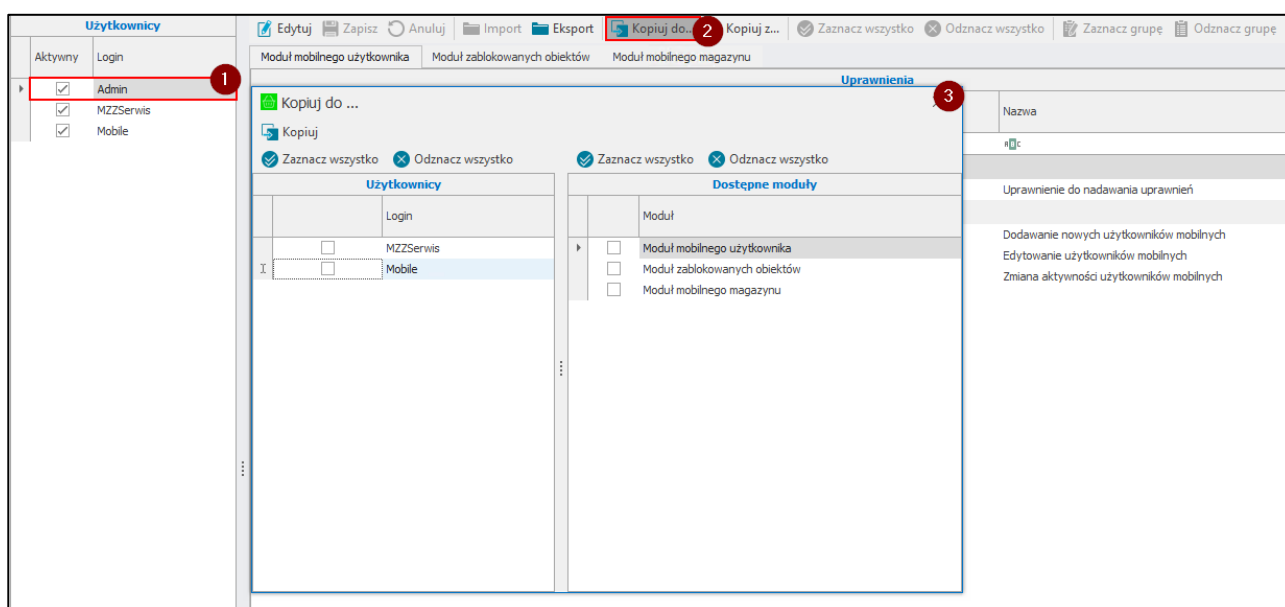 Użytkownicy
Edytuj Zapisz Anuluj Import Eksport Kopiuj do... 2 Kopiuj z... Zaznacz wszystko Odznacz wszystko Zaznacz grupę Odznacz grupę
Aktywny Login
Moduł mobilnego użytkownika Moduł zablokowanych obiektów Moduł mobilnego magazynu
1
Uprawnienia
Admin
MZZSerwis
Mobile
Kopiuj do ...
3
Nazwa
Kopiuj
Zaznacz wszystko Odznacz wszystko Zaznacz wszystko Odznacz wszystko
Użytkownicy Dostępne moduły
Uprawnienie do nadawania uprawnień
Login Moduł
Dodawanie nowych użytkowników mobilnych
MZZSerwis Moduł mobilnego użytkownika
Edytowanie użytkowników mobilnych
Mobile Moduł zablokowanych obiektów
Zmiana aktywności użytkowników mobilnych
Moduł mobilnego magazynu